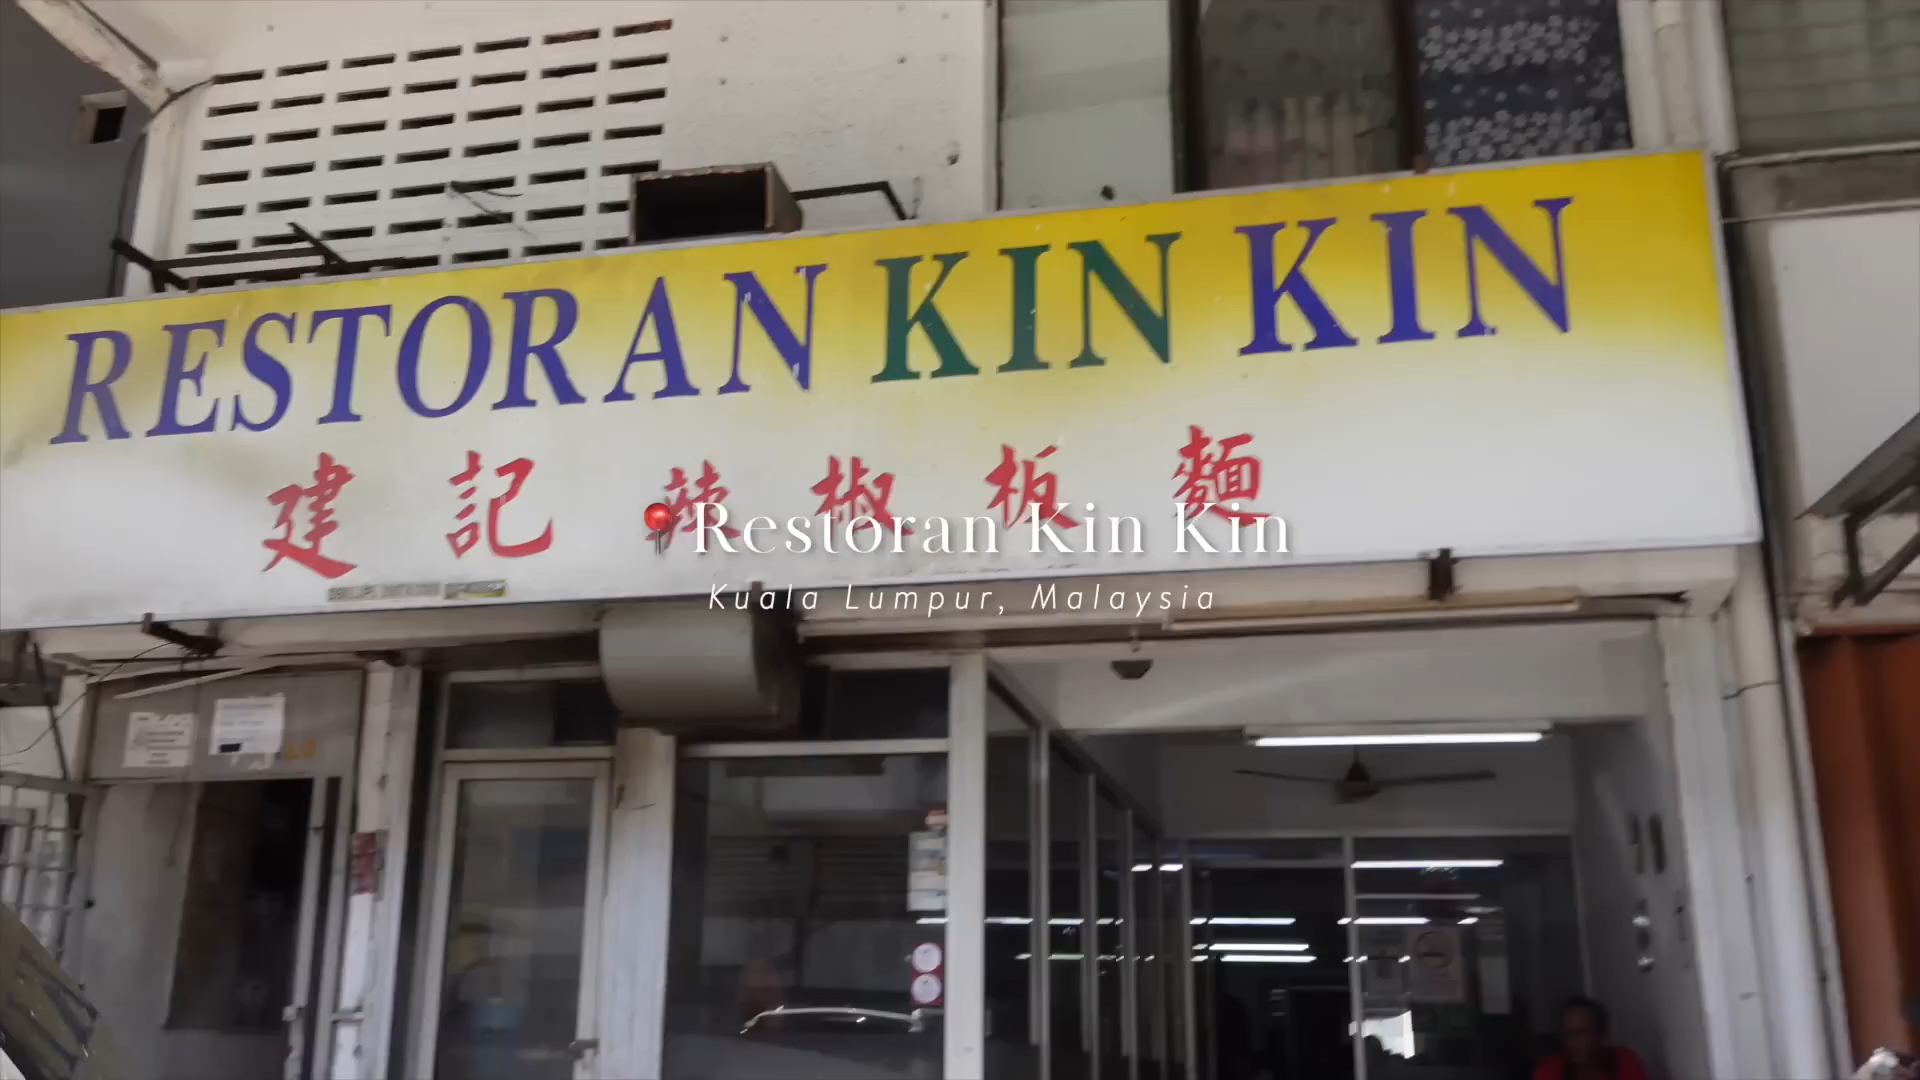 RESTORAN KIN KIN
建記 辣椒板麵
Restoran Kin Kin
Kuala Lumpur, Malaysia